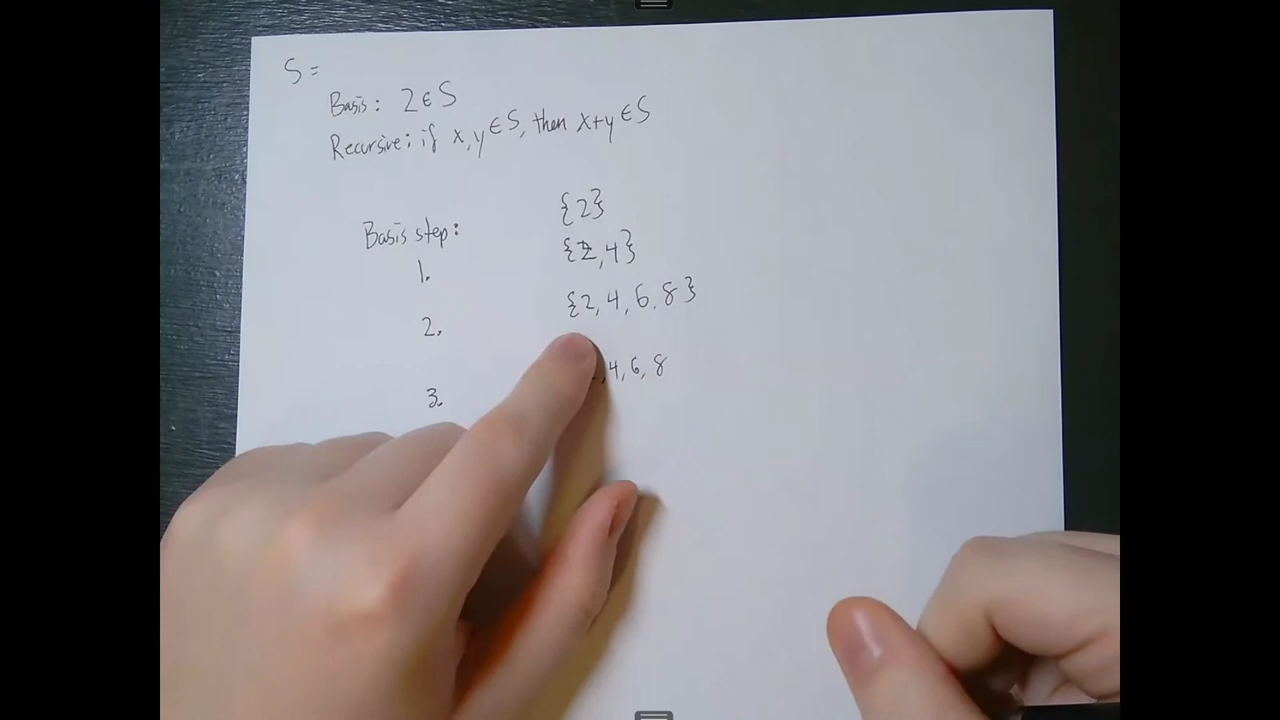 S =
Basis: 2 ∈ S
Recursive: if x, y ∈ S, then x+y ∈ S
Basis step: {2}
1. {2, 4}
2. {2, 4, 6, 8}
3. , 4, 6, 8